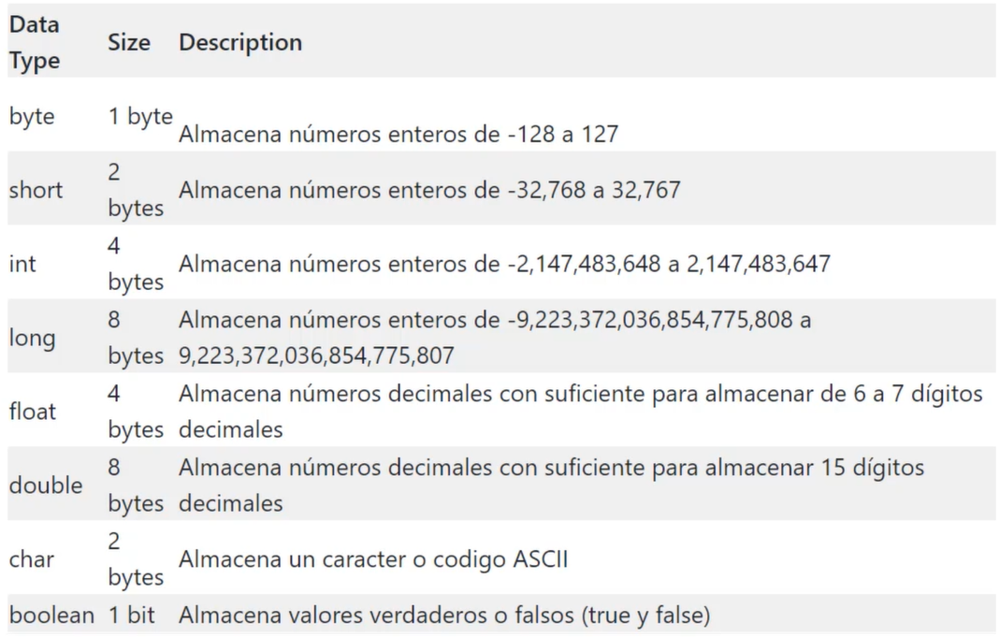 Data Type Size Description
byte 1 byte Almacena números enteros de -128 a 127
short 2 bytes Almacena números enteros de -32,768 a 32,767
int 4 bytes Almacena números enteros de -2,147,483,648 a 2,147,483,647
long 8 bytes Almacena números enteros de -9,223,372,036,854,775,808 a
9,223,372,036,854,775,807
float 4 bytes Almacena números decimales con suficiente para almacenar de 6 a 7 dígitos
decimales
double 8 bytes Almacena números decimales con suficiente para almacenar 15 dígitos
decimales
char 2 bytes Almacena un caracter o codigo ASCII
boolean 1 bit Almacena valores verdaderos o falsos (true y false)